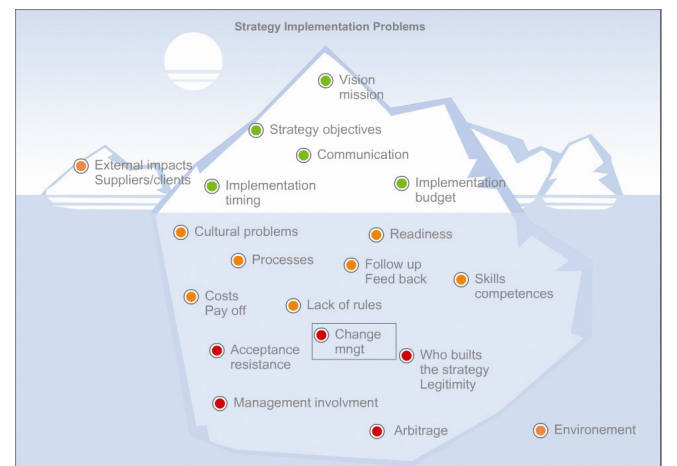 Strategy Implementation Problems
Vision
mission
Strategy objectives
Communication
External impacts
Suppliers/clients
Implementation
timing
Implementation
budget
Cultural problems
Readiness
Processes
Follow up
Feed back
Skills
competences
Costs
Pay off
Lack of rules
Change
mngt
Acceptance
resistance
Who builts
the strategy
Legitimity
Management involvment
Arbitrage
Environement